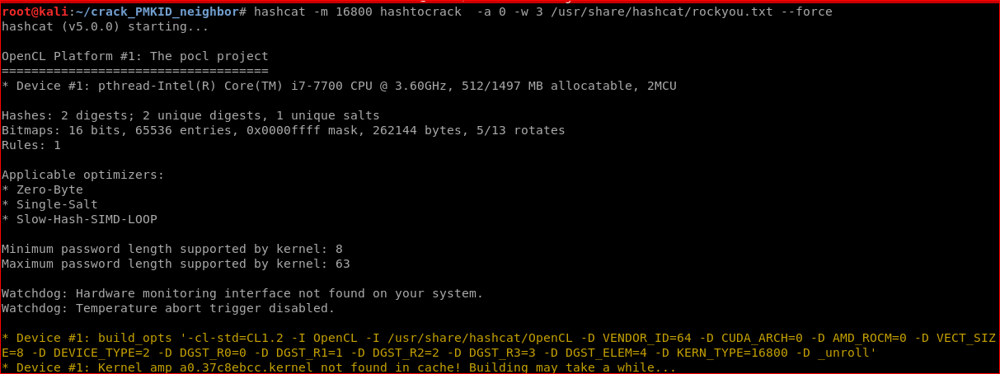 root@kali:~/crack_PMKID_neighbor# hashcat -m 16800 hashtocrack  -a 0 -w 3 /usr/share/hashcat/rockyou.txt --force
hashcat (v5.0.0) starting...
OpenCL Platform #1: The pocl project
====================================
* Device #1: pthread-Intel(R) Core(TM) i7-7700 CPU @ 3.60GHz, 512/1497 MB allocatable, 2MCU
Hashes: 2 digests; 2 unique digests, 1 unique salts
Bitmaps: 16 bits, 65536 entries, 0x0000ffff mask, 262144 bytes, 5/13 rotates
Rules: 1
Applicable optimizers:
* Zero-Byte
* Single-Salt
* Slow-Hash-SIMD-LOOP
Minimum password length supported by kernel: 8
Maximum password length supported by kernel: 63
Watchdog: Hardware monitoring interface not found on your system.
Watchdog: Temperature abort trigger disabled.
* Device #1: build_opts '-cl-std=CL1.2 -I OpenCL -I /usr/share/hashcat/OpenCL -D VENDOR_ID=64 -D CUDA_ARCH=0 -D AMD_ROCM=0 -D VECT_SIZ
E=8 -D DEVICE_TYPE=2 -D DGST_R0=0 -D DGST_R1=1 -D DGST_R2=2 -D DGST_R3=3 -D DGST_ELEM=4 -D KERN_TYPE=16800 -D _unroll'
* Device #1: Kernel amp_a0.37c8ebcc.kernel not found in cache! Building may take a while...